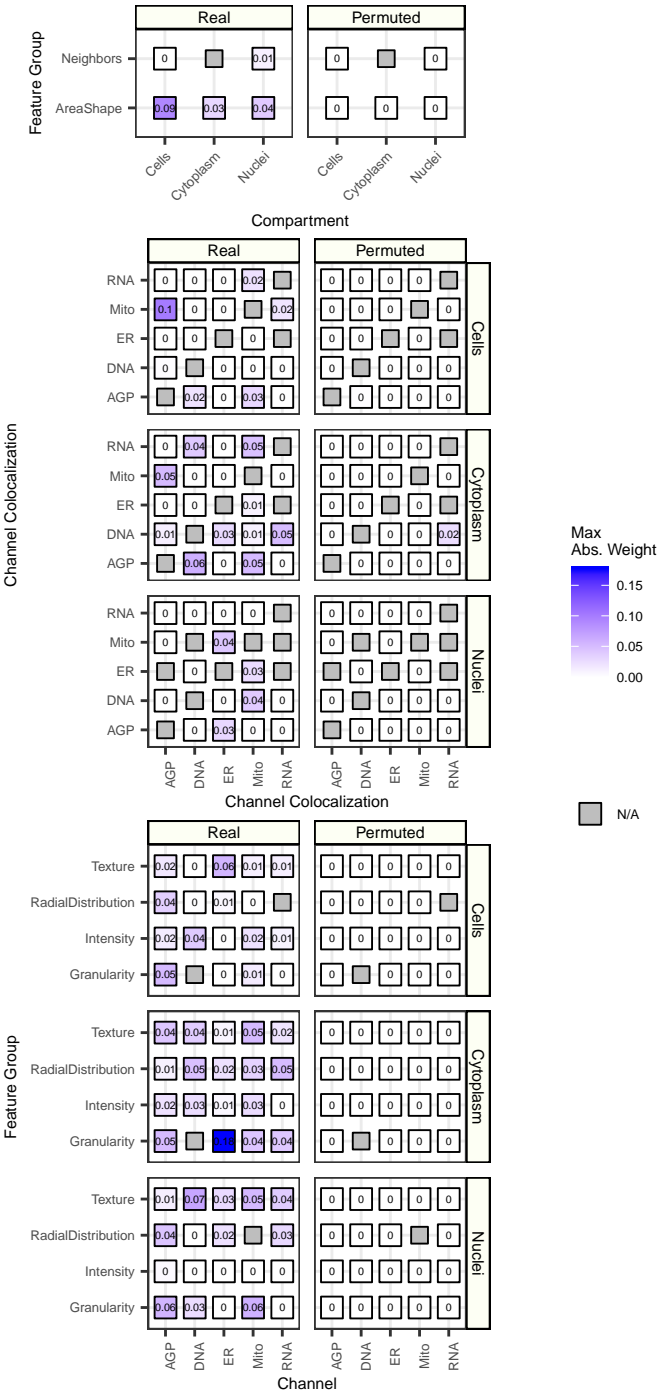 Real Permuted
Feature Group
Neighbors 0 0.01 0 0
AreaShape 0.09 0.03 0.04 0 0 0
Cells Cytoplasm Nuclei Cells Cytoplasm Nuclei
Compartment
Real Permuted
Channel Colocalization
RNA 0 0 0 0.02 0 0 0 0
Mito 0.1 0 0 0.02 0 0 0 0
ER 0 0 0 0 0 0
DNA 0 0 0 0 0 0 0 0
AGP 0.02 0 0.03 0 0 0 0 0
Cells
RNA 0 0.04 0 0.05 0 0 0 0
Mito 0.05 0 0 0 0 0 0 0
ER 0 0 0.01 0 0 0
DNA 0.01 0.03 0.01 0.05 0 0 0 0.02
AGP 0.06 0 0.05 0 0 0 0 0
Cytoplasm
RNA 0 0 0 0 0 0 0 0
Mito 0 0.04 0 0
ER 0 0.03 0 0
DNA 0 0 0.04 0 0 0 0 0
AGP 0 0.03 0 0 0 0 0 0
Nuclei
AGP DNA ER Mito RNA AGP DNA ER Mito RNA
Channel Colocalization
Max
Abs. Weight
0.15
0.10
0.05
0.00
N/A
Real Permuted
Feature Group
Texture 0.02 0 0.06 0.01 0.01 0 0 0 0 0
RadialDistribution 0.04 0 0.01 0 0 0 0 0
Intensity 0.02 0.04 0 0.02 0.01 0 0 0 0 0
Granularity 0.05 0 0.01 0 0 0 0 0
Cells
Texture 0.04 0.04 0.01 0.05 0.02 0 0 0 0 0
RadialDistribution 0.01 0.05 0.02 0.03 0.05 0 0 0 0 0
Intensity 0.02 0.03 0.01 0.03 0 0 0 0 0 0
Granularity 0.05 0.18 0.04 0.04 0 0 0 0
Cytoplasm
Texture 0.01 0.07 0.03 0.05 0.04 0 0 0 0 0
RadialDistribution 0.04 0 0.02 0.03 0 0 0 0
Intensity 0 0 0 0 0 0 0 0 0 0
Granularity 0.06 0.03 0 0.06 0 0 0 0 0 0
Nuclei
AGP DNA ER Mito RNA AGP DNA ER Mito RNA
Channel